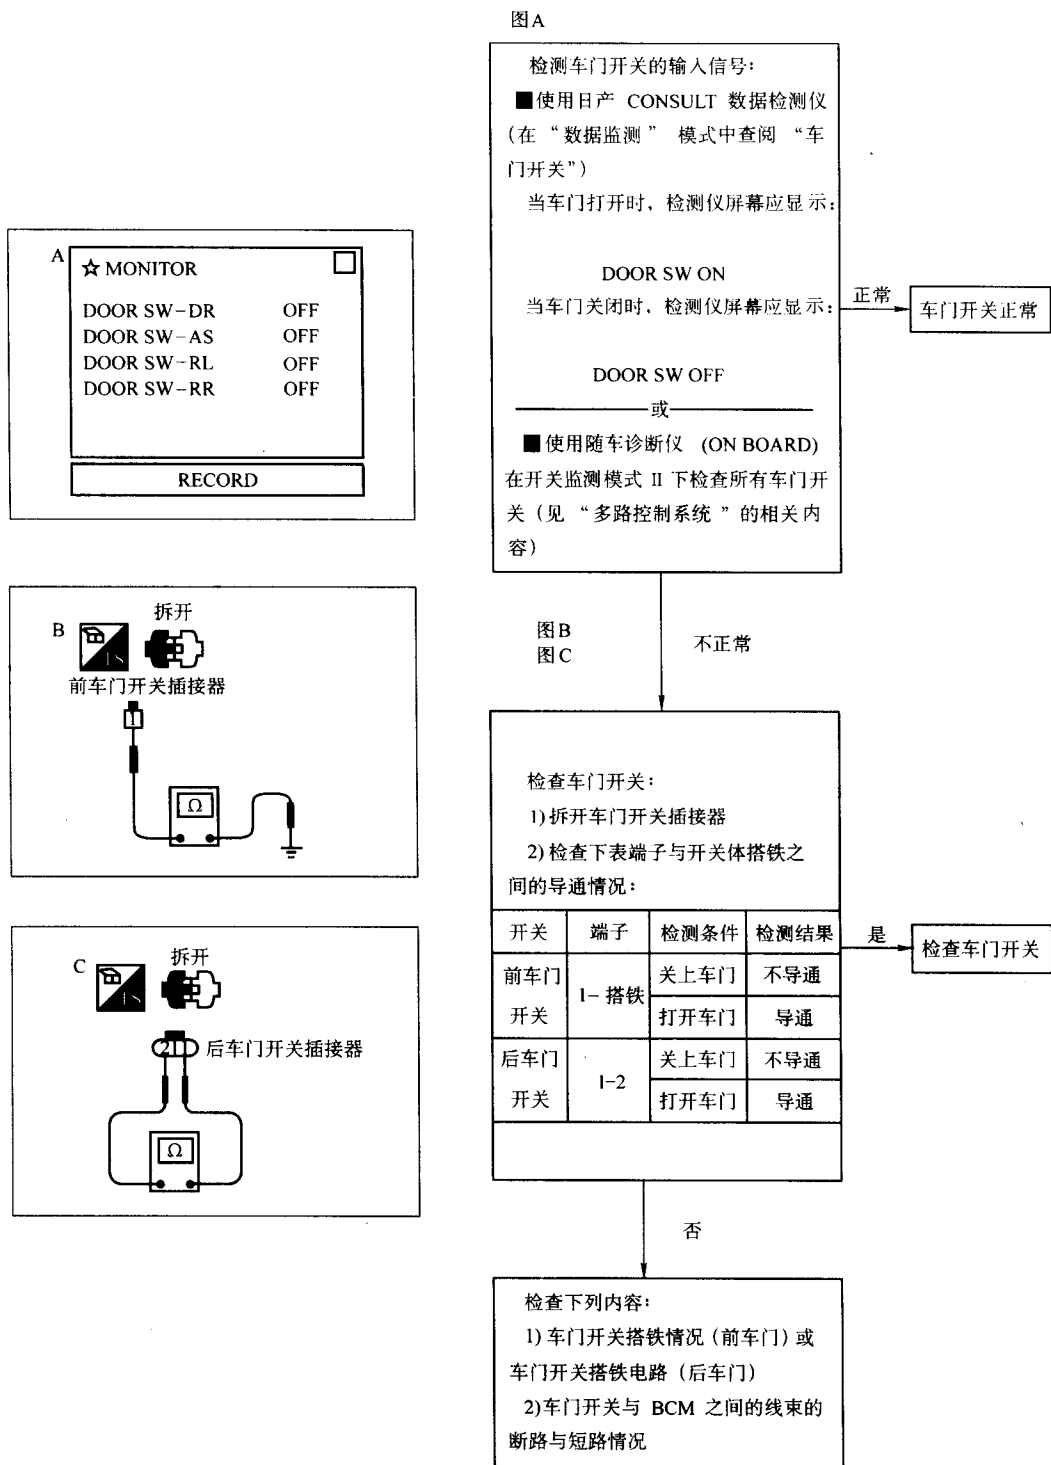 图A
检测车门开关的输入信号:
■使用日产 CONSULT 数据检测仪
(在“数据监测” 模式中查阅 “车
门开关”)
当车门打开时, 检测仪屏幕应显示:
DOOR SW ON
当车门关闭时, 检测仪屏幕应显示:
DOOR SW OFF
或
■使用随车诊断仪 (ON BOARD)
在开关监测模式 II 下检查所有车门开
关 (见 “多路控制系统 ”的相关内
容)
正常
车门开关正常
A
☆ MONITOR
DOOR SW-DR OFF
DOOR SW-AS OFF
DOOR SW-RL OFF
DOOR SW-RR OFF
RECORD
图B
图C
不正常
B
拆开
前车门开关插接器
1
Ω
C
拆开
21
后车门开关插接器
Ω
检查车门开关:
1)拆开车门开关插接器
2)检查下表端子与开关体搭铁之
间的导通情况:
开关 端子 检测条件 检测结果
前车门开关 1-搭铁 关上车门 不导通
打开车门 导通
后车门开关 1-2 关上车门 不导通
打开车门 导通
是
检查车门开关
否
检查下列内容:
1) 车门开关搭铁情况 (前车门) 或
车门开关搭铁电路 (后车门)
2)车门开关与 BCM 之间的线束的
断路与短路情况